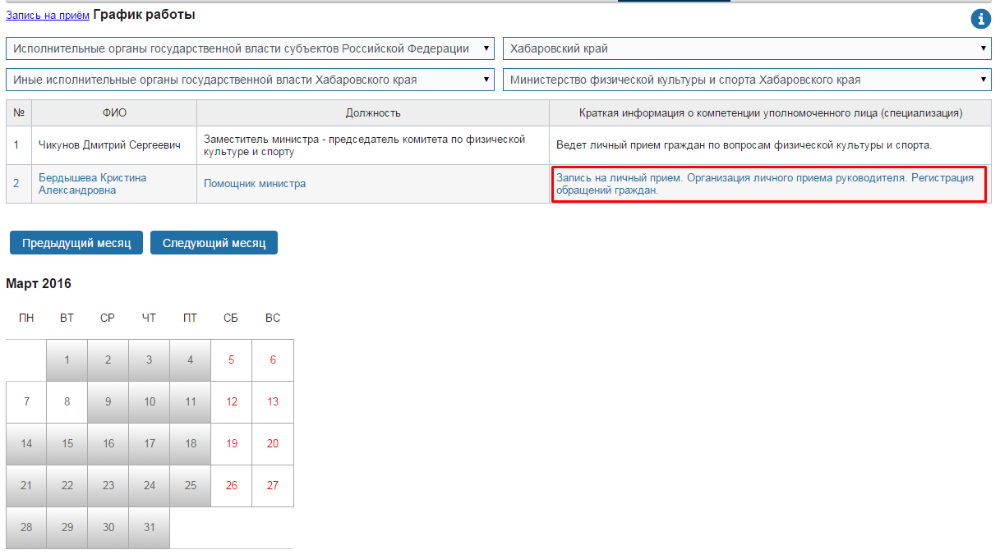 Запись на приём График работы
Исполнительные органы государственной власти субъектов Российской Федерации
Хабаровский край
Иные исполнительные органы государственной власти Хабаровского края
Министерство физической культуры и спорта Хабаровского края
№ ФИО Должность Краткая информация о компетенции уполномоченного лица (специализация)
1
Чикунов Дмитрий Сергеевич
Заместитель министра - председатель комитета по физической
культуре и спорту
Ведет личный прием граждан по вопросам физической культуры и спорта.
2
Бердышева Кристина
Александровна
Помощник министра
Запись на личный прием. Организация личного приема руководителя. Регистрация
обращений граждан.
Предыдущий месяц Следующий месяц
Март 2016
ПН ВТ СР ЧТ ПТ СБ ВС
1 2 3 4 5 6
7 8 9 10 11 12 13
14 15 16 17 18 19 20
21 22 23 24 25 26 27
28 29 30 31